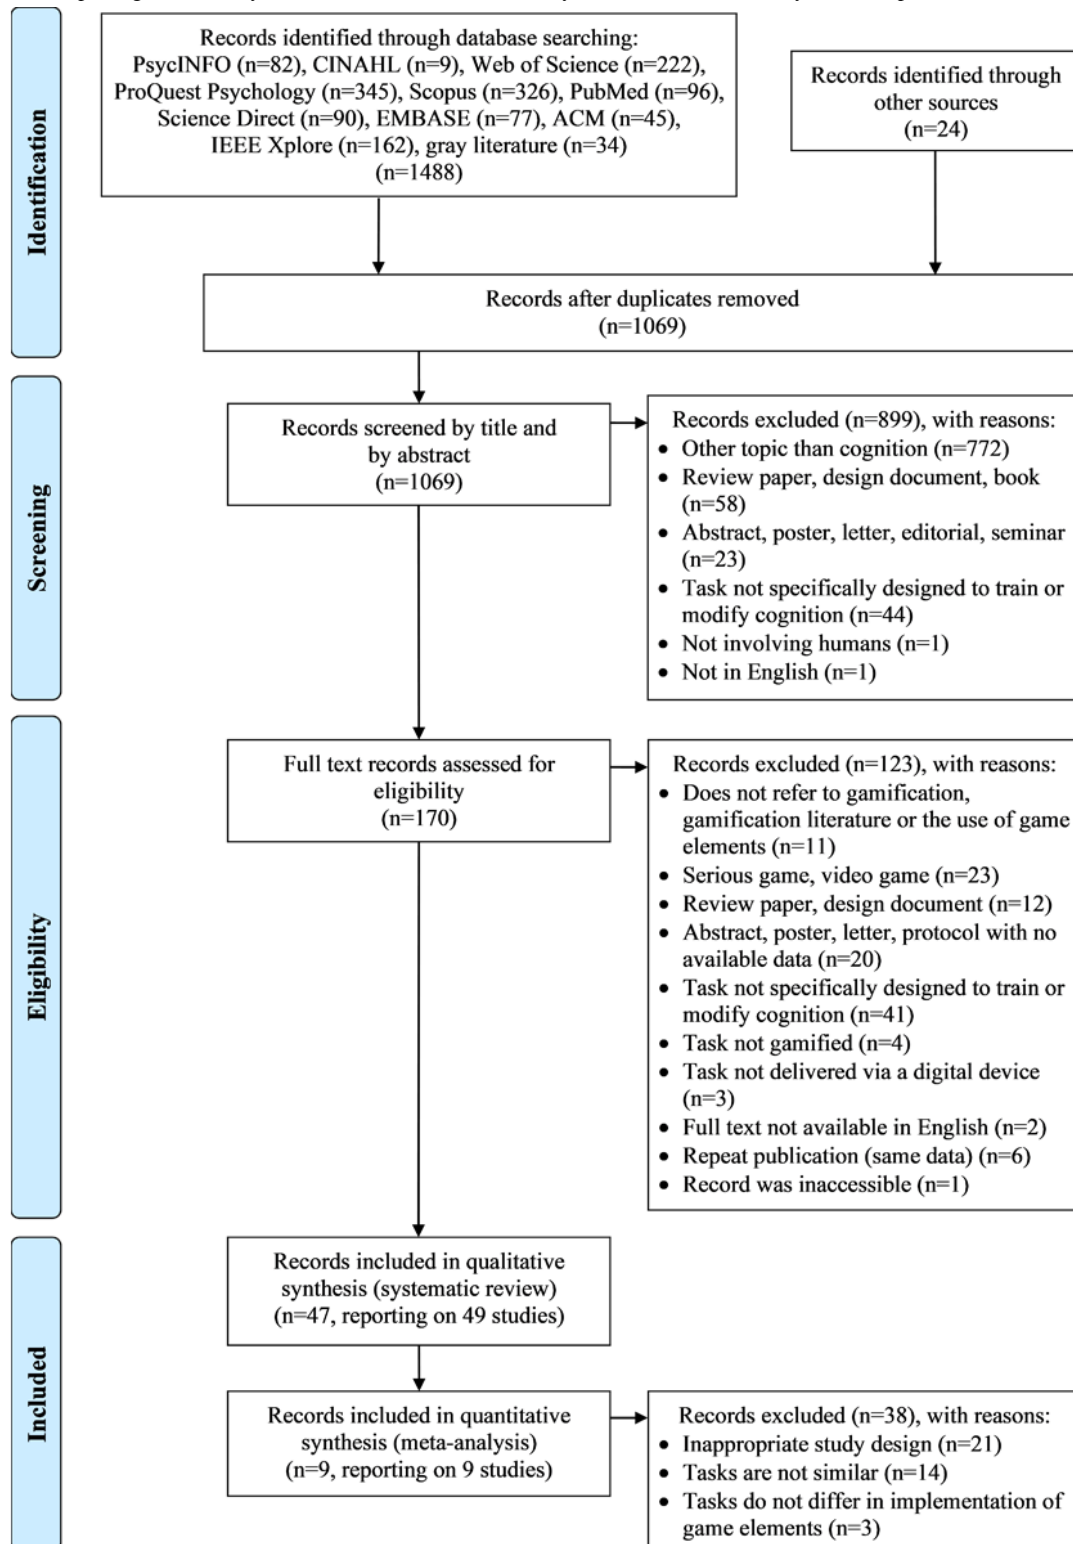 Identification
Records identified through database searching:
PsycINFO (n=82), CINAHL (n=9), Web of Science (n=222),
ProQuest Psychology (n=345), Scopus (n=326), PubMed (n=96),
Science Direct (n=90), EMBASE (n=77), ACM (n=45),
IEEE Xplore (n=162), gray literature (n=34)
(n=1488)
Records identified through
other sources
(n=24)
Records after duplicates removed
(n=1069)
Screening
Records screened by title and
by abstract
(n=1069)
Records excluded (n=899), with reasons:
• Other topic than cognition (n=772)
• Review paper, design document, book
(n=58)
• Abstract, poster, letter, editorial, seminar
(n=23)
• Task not specifically designed to train or
modify cognition (n=44)
• Not involving humans (n=1)
• Not in English (n=1)
Eligibility
Full text records assessed for
eligibility
(n=170)
Records excluded (n=123), with reasons:
• Does not refer to gamification,
gamification literature or the use of game
elements (n=11)
• Serious game, video game (n=23)
• Review paper, design document (n=12)
• Abstract, poster, letter, protocol with no
available data (n=20)
• Task not specifically designed to train or
modify cognition (n=41)
• Task not gamified (n=4)
• Task not delivered via a digital device
(n=3)
• Full text not available in English (n=2)
• Repeat publication (same data) (n=6)
• Record was inaccessible (n=1)
Included
Records included in qualitative
synthesis (systematic review)
(n=47, reporting on 49 studies)
Records included in quantitative
synthesis (meta-analysis)
(n=9, reporting on 9 studies)
Records excluded (n=38), with reasons:
• Inappropriate study design (n=21)
• Tasks are not similar (n=14)
• Tasks do not differ in implementation of
game elements (n=3)